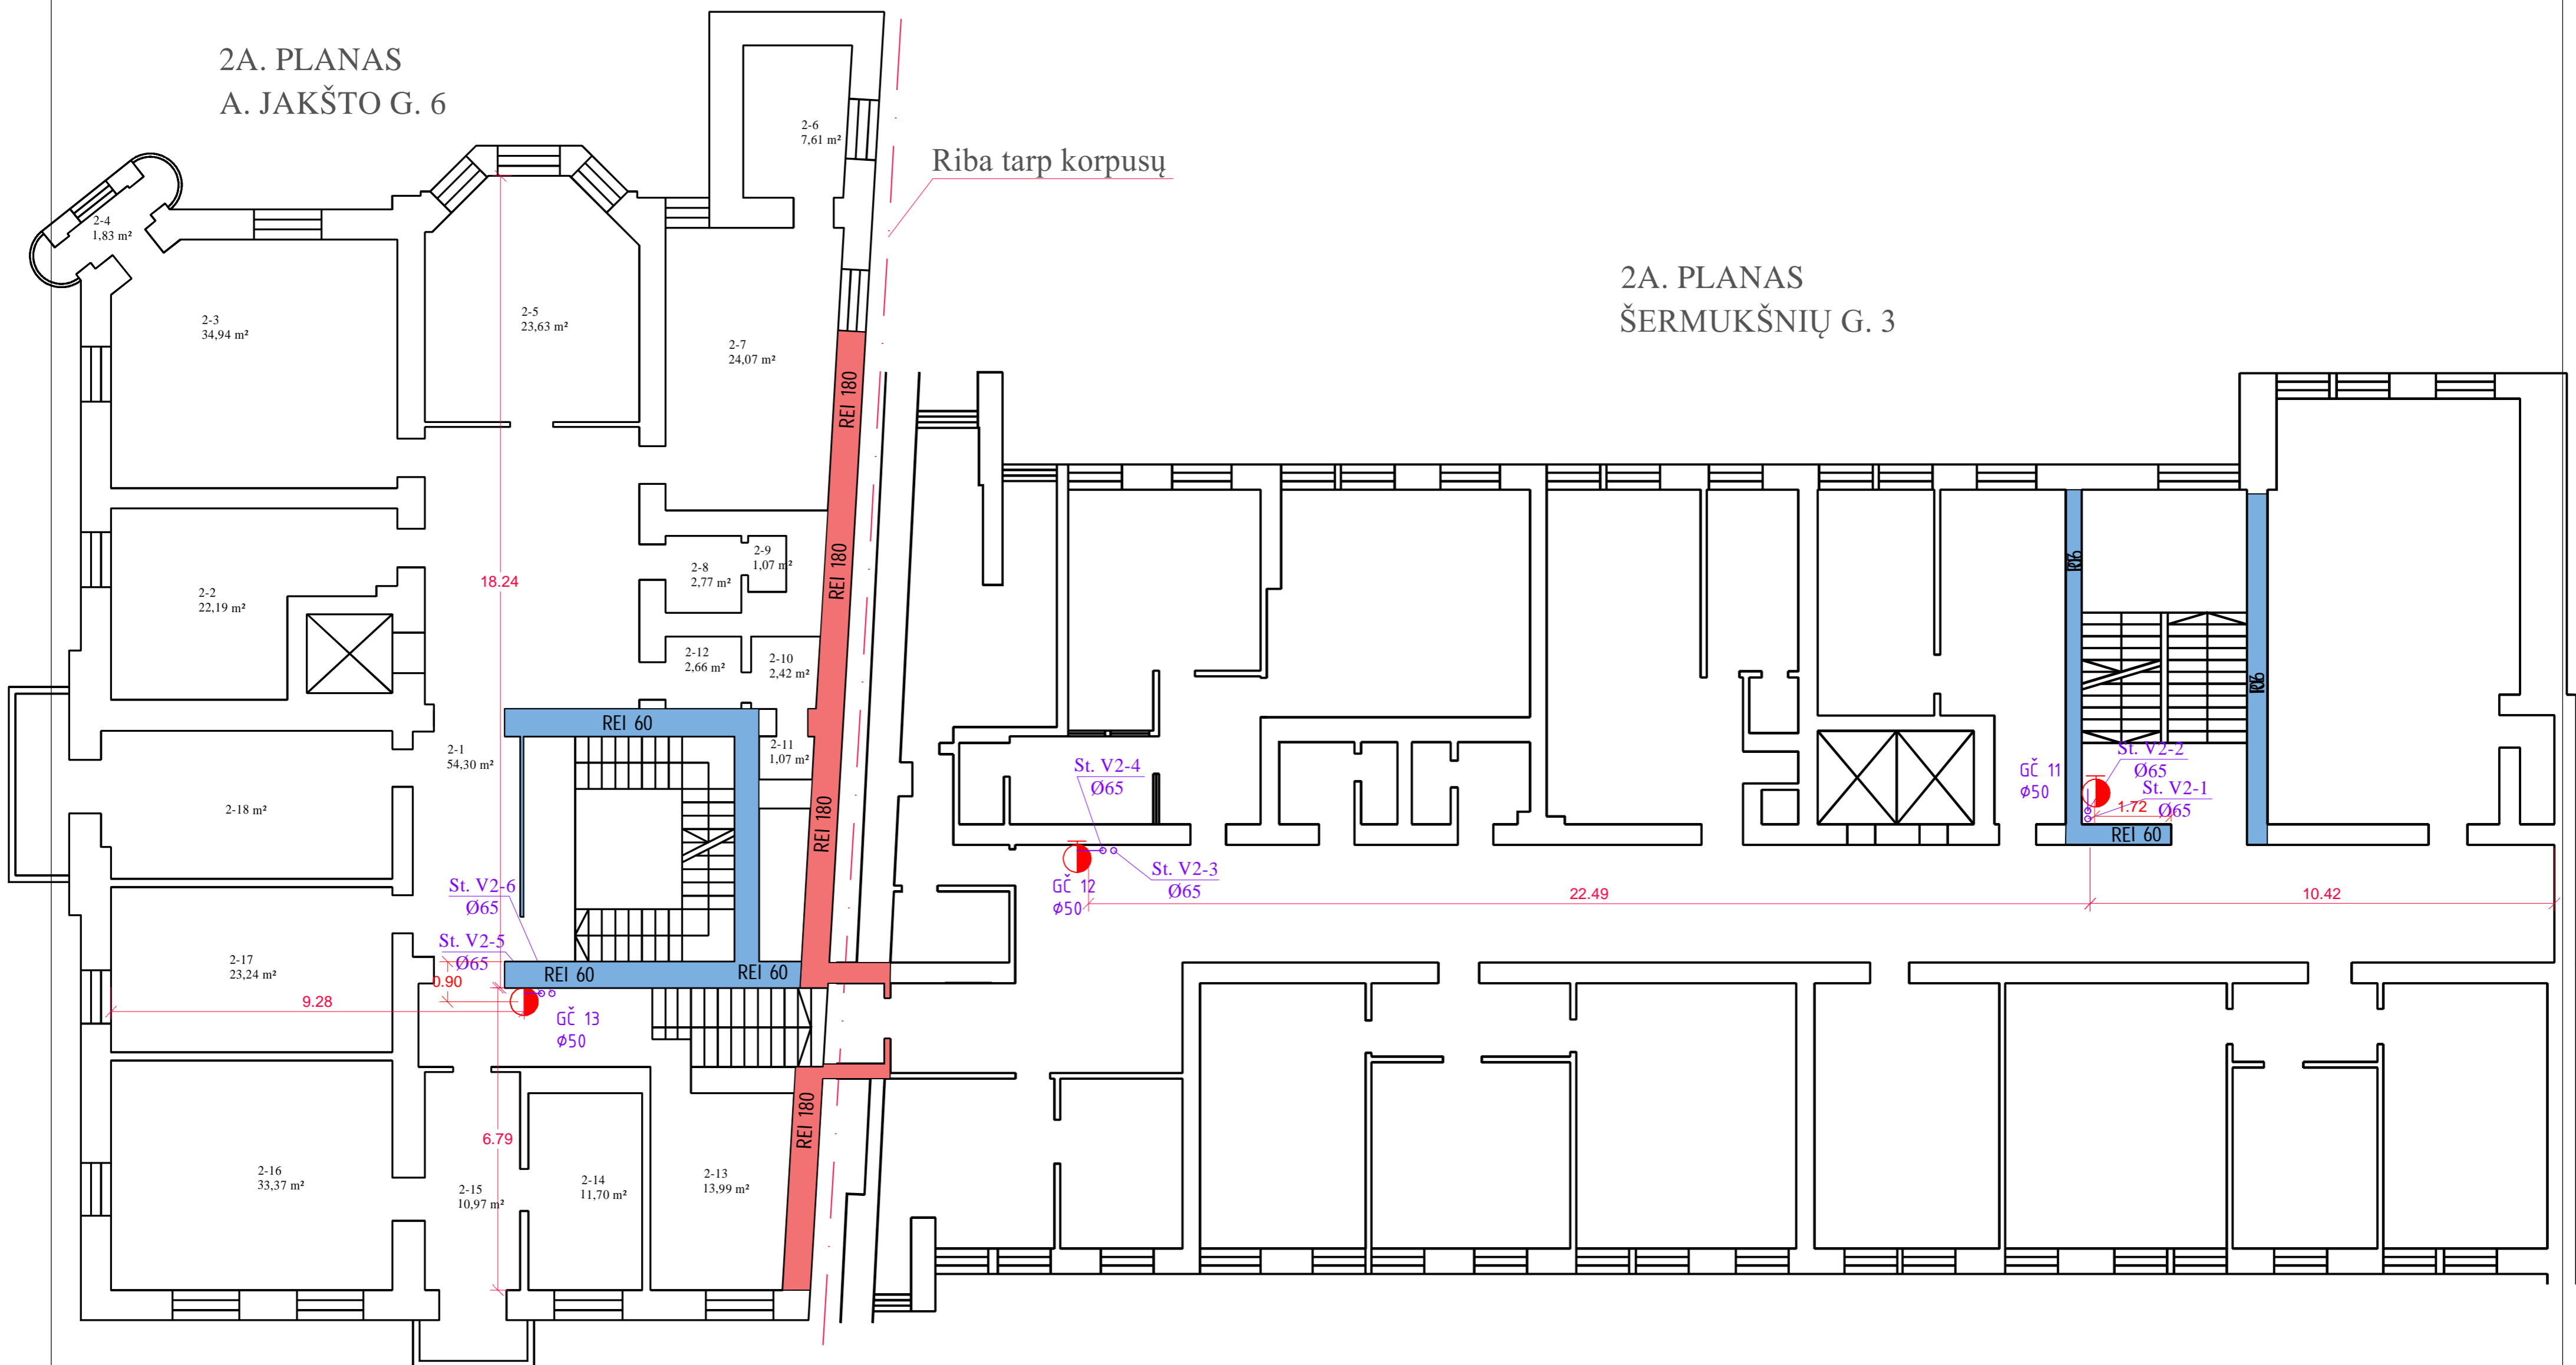 2A. PLANAS
A. JAKŠTO G. 6
2-6
7,61 m²
Riba tarp korpusų
2-4
1,83 m²
2A. PLANAS
ŠERMUKŠNIŲ G. 3
2-3
34,94 m²
2-5
23,63 m²
2-7
24,07 m²
REI 180
REI 180
2-9
1,07 m²
2-8
2,77 m²
18.24
2-2
22,19 m²
2-12
2,66 m²
2-10
2,42 m²
REI 60
2-1
54,30 m²
2-11
1,07 m²
2-18 m²
REI 180
St. V2-4
Ø65
GČ 11
ø50
St. V2-2
Ø65
St. V2-1
Ø65
1.72
REI 60
St. V2-3
Ø65
GČ 12
ø50
22.49
10.42
St. V2-6
Ø65
St. V2-5
Ø65
REI 60
REI 60
0.90
2-17
23,24 m²
9.28
GČ 13
ø50
REI 180
6.79
2-16
33,37 m²
2-15
10,97 m²
2-14
11,70 m²
2-13
13,99 m²